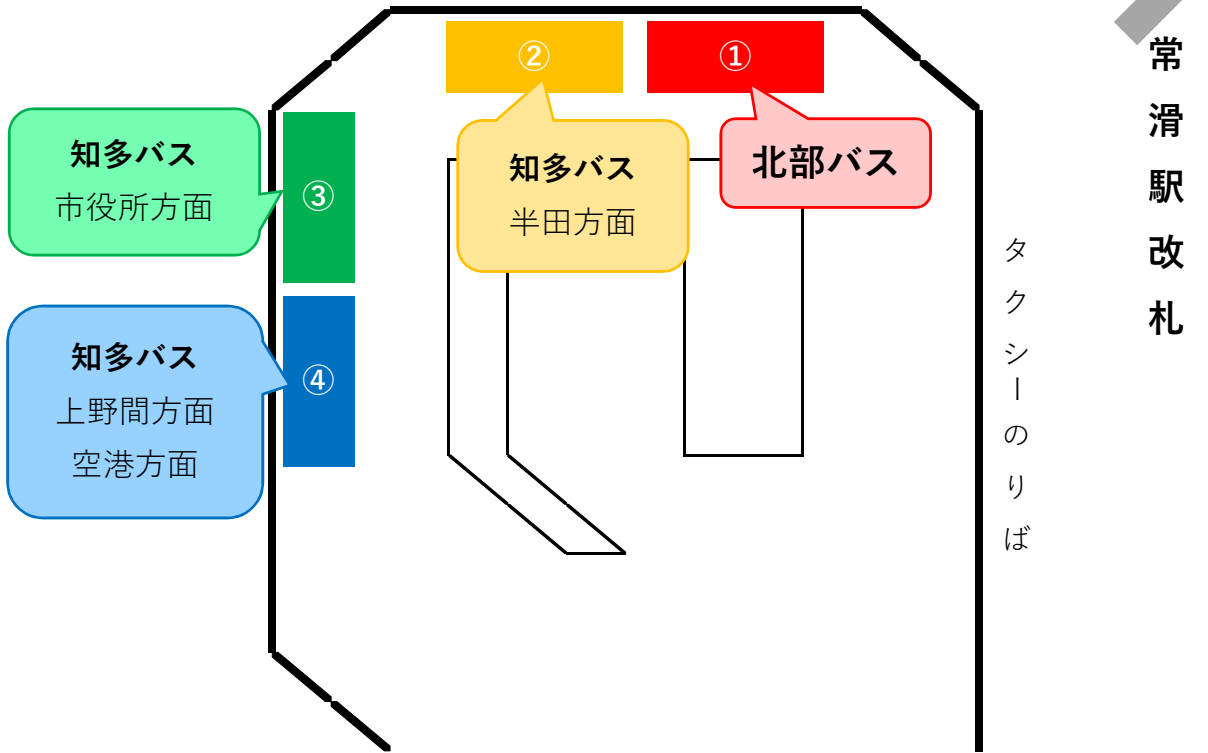 ②
①
常滑駅改札
知多バス
市役所方面
③
知多バス
半田方面
北部バス
タクシーのりば
知多バス
上野間方面
空港方面
④